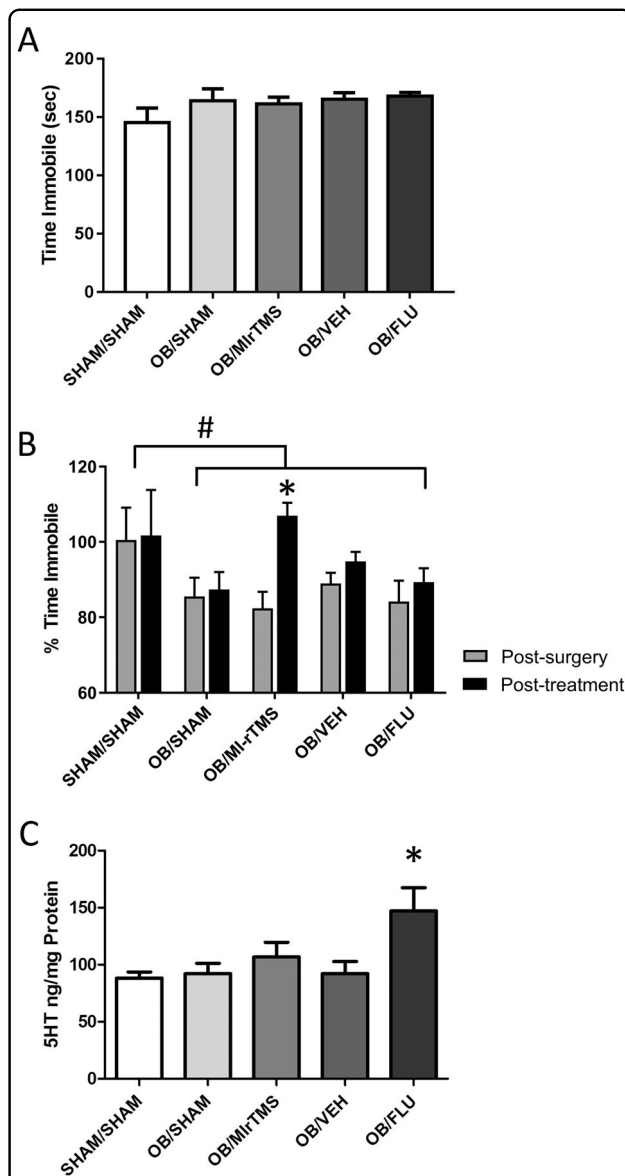 A
Time Immobile (sec)
200
150
100
50
0
SHAM/SHAM
OB/SHAM
OB/MIrTMS
OB/VEH
OB/FLU
B
#
*
% Time Immobile
120
100
80
60
SHAM/SHAM
OB/SHAM
OB/MI-rTMS
OB/VEH
OB/FLU
Post-surgery
Post-treatment
C
*
5HT ng/mg Protein
200
150
100
50
0
SHAM/SHAM
OB/SHAM
OB/MIrTMS
OB/VEH
OB/FLU